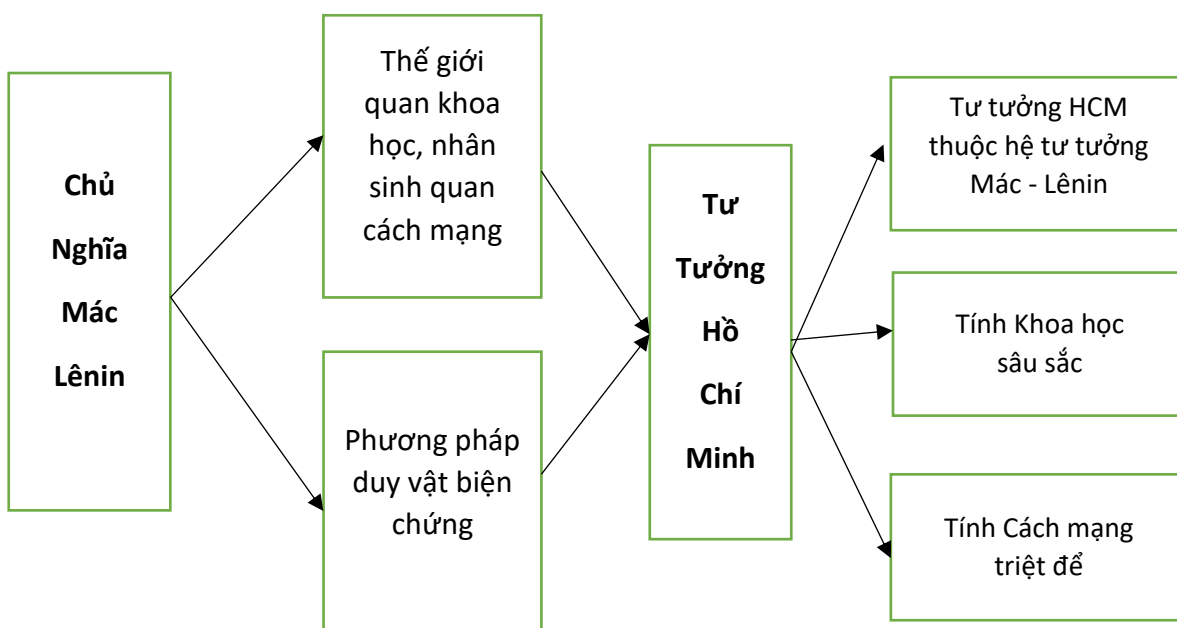 Chủ
Nghĩa
Mác
Lênin
Thế giới
quan khoa
học, nhân
sinh quan
cách mạng
Phương pháp
duy vật biện
chứng
Tư
Tưởng
Hồ
Chí
Minh
Tư tưởng HCM
thuộc hệ tư tưởng
Mác - Lênin
Tính Khoa học
sâu sắc
Tính Cách mạng
triệt để